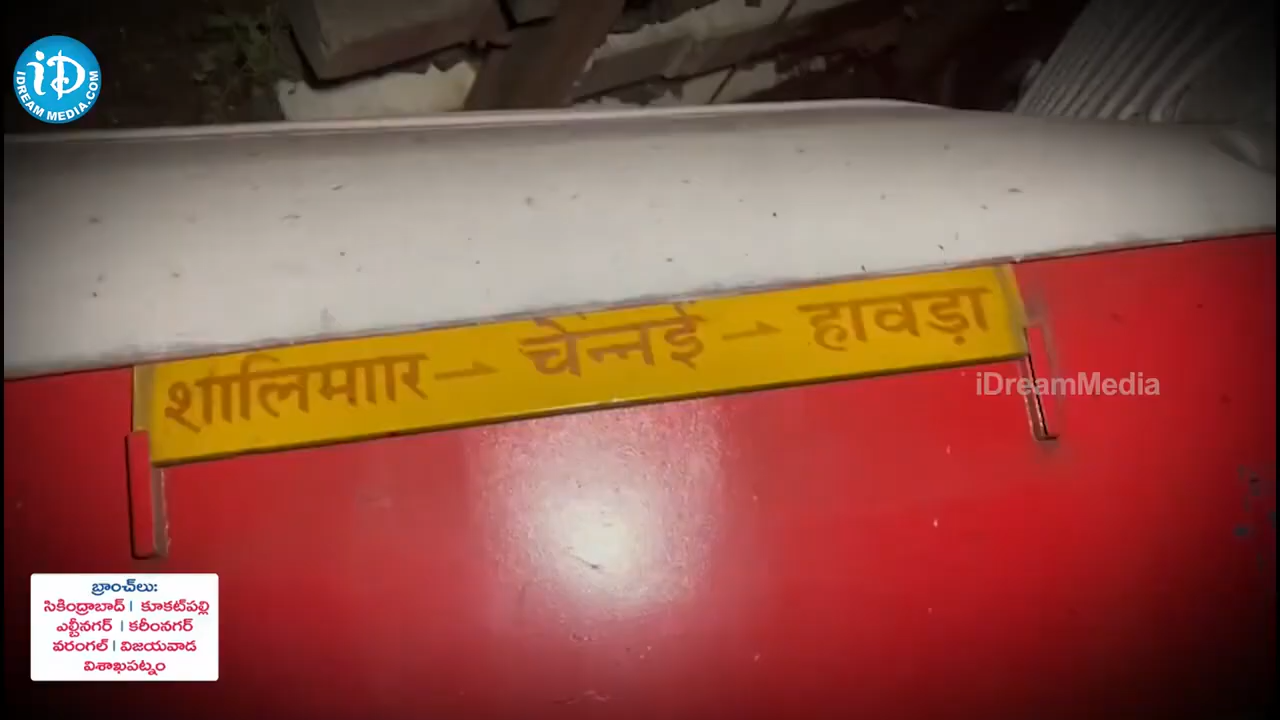 iD
IDREAM MEDIA.COM
शालिमाार → चेन्नई → हावड़ा
iDreamMedia
బ్రాంచ్‌లు:
సికింద్రాబాద్ | కూకట్‌పల్లి
ఎల్బీనగర్ | కరీంనగర్
వరంగల్ | విజయవాడ
విశాఖపట్నం